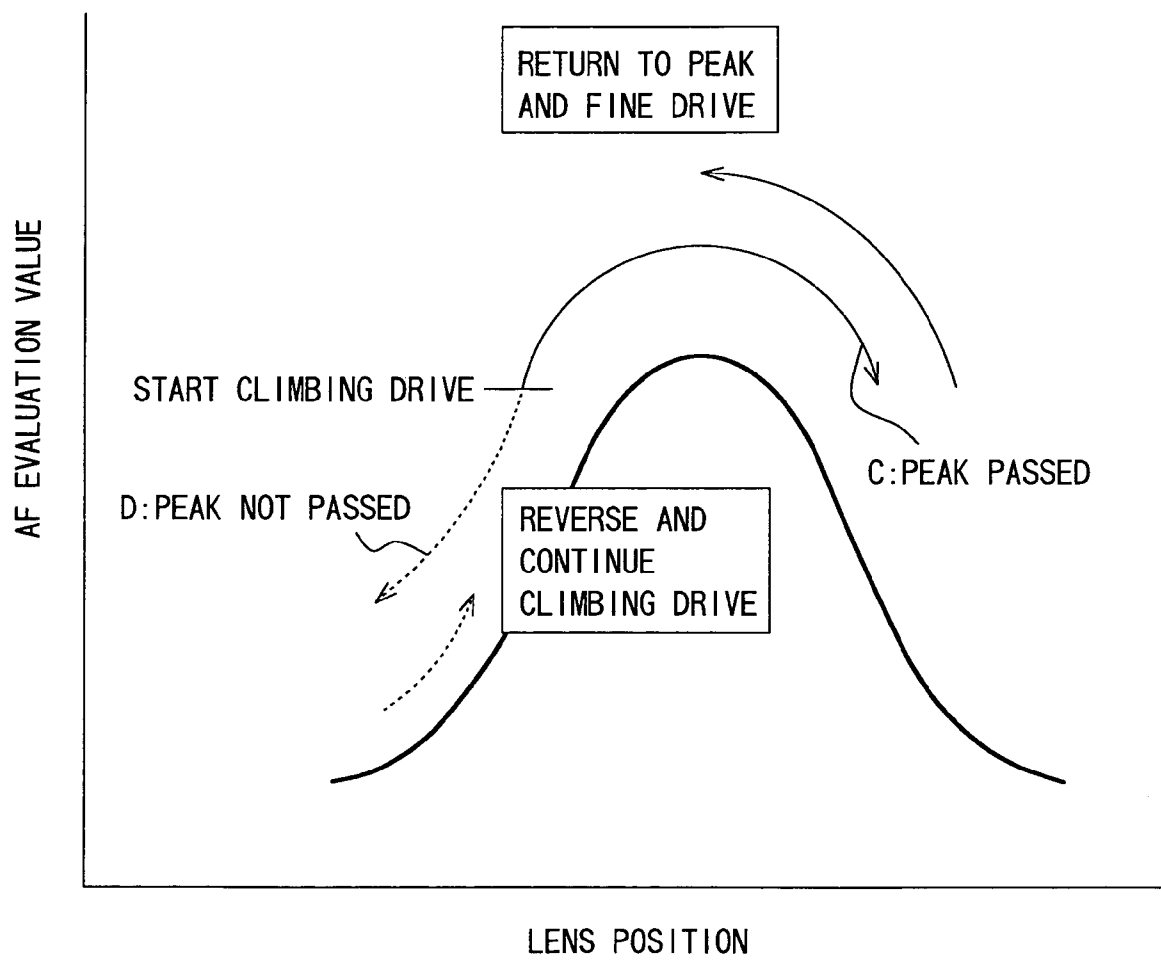 RETURN TO PEAK
AND FINE DRIVE
START CLIMBING DRIVE
C:PEAK PASSED
D:PEAK NOT PASSED
REVERSE AND
CONTINUE
CLIMBING DRIVE
AF EVALUATION VALUE
LENS POSITION